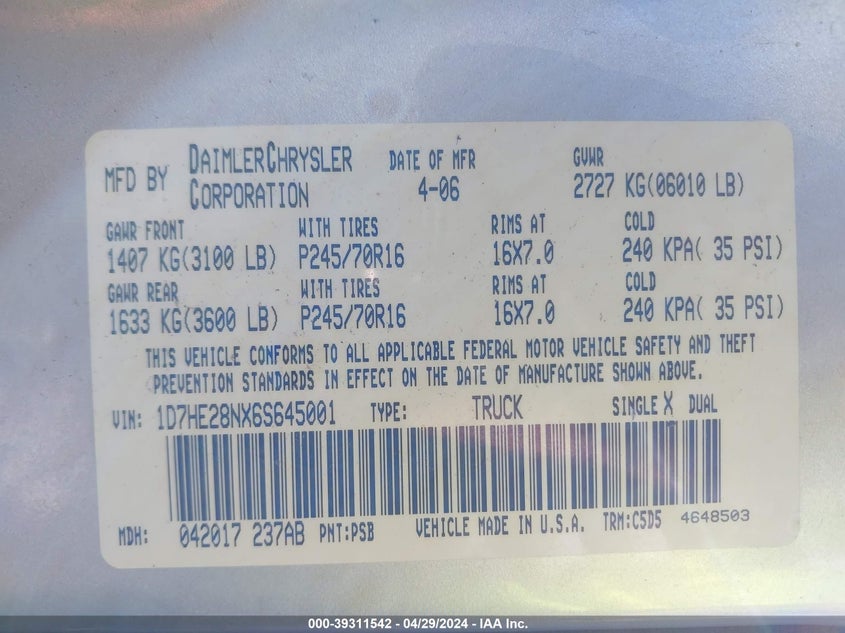 MFD BY DAIMLERCHRYSLER CORPORATION DATE OF MFR 4-06 GVWR 2727 KG(06010 LB)
GAWR FRONT WITH TIRES RIMS AT COLD
1407 KG(3100 LB) P245/70R16 16X7.0 240 KPA( 35 PSI)
GAWR REAR WITH TIRES RIMS AT COLD
1633 KG(3600 LB) P245/70R16 16X7.0 240 KPA( 35 PSI)
THIS VEHICLE CONFORMS TO ALL APPLICABLE FEDERAL MOTOR VEHICLE SAFETY AND THEFT
PREVENTION STANDARDS IN EFFECT ON THE DATE OF MANUFACTURE SHOWN ABOVE.
VIN: 1D7HE28NX6S645001 TYPE: TRUCK SINGLE X DUAL
MDH: 042017 237AB PNT:PSB VEHICLE MADE IN U.S.A. TRM:C5D5 4648503
000-39311542 - 04/29/2024 - IAA Inc.